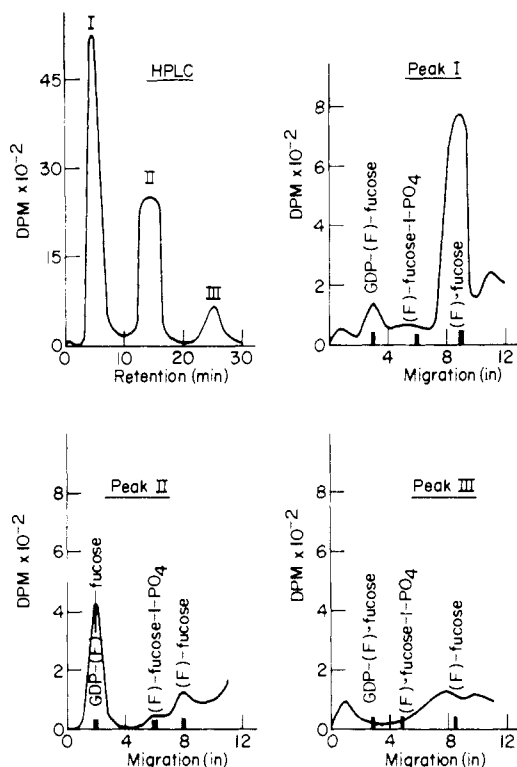 HPLC
I
II
III
45
30
15
0
DPM x 10-2
0 10 20 30
Retention (min)
Peak I
8
6
4
2
0
DPM x 10-2
GDP-(F)-fucose
(F)-fucose-1-PO4
(F)-fucose
0 4 8 12
Migration (in)
Peak II
8
6
4
2
0
DPM x 10-2
GDP-(F)-fucose
(F)-fucose-1-PO4
(F)-fucose
0 4 8 12
Migration (in)
Peak III
8
6
4
2
0
DPM x 10-2
GDP-(F)-fucose
(F)-fucose-1-PO4
(F)-fucose
0 4 8 12
Migration (in)